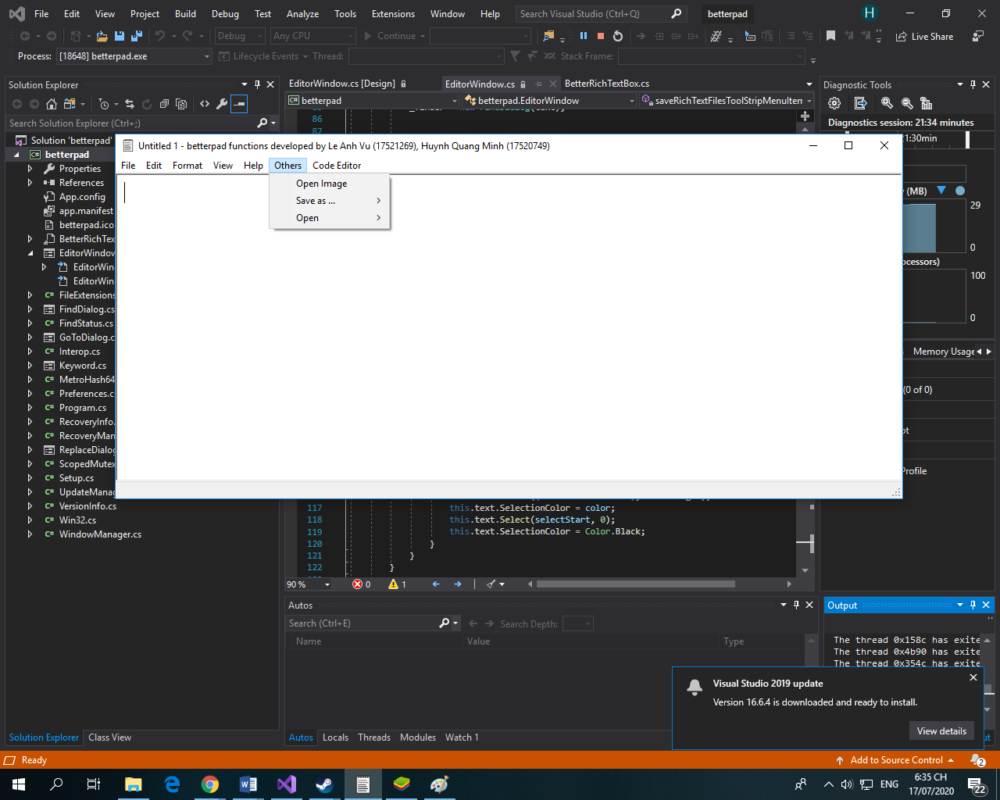 File Edit View Project Build Debug Test Analyze Tools Extensions Window Help Search Visual Studio (Ctrl+Q) betterpad H
Debug Any CPU Continue Live Share
Process: [18648] betterpad.exe Lifecycle Events Thread: Stack Frame:
Solution Explorer
Search Solution Explorer (Ctrl+;)
Solution 'betterpad'
betterpad
Properties
References
App.config
app.manifest
betterpad.ico
BetterRichTex
EditorWindow
EditorWin
EditorWin
FileExtensions
FindDialog.cs
FindStatus.cs
GoToDialog.c
Interop.cs
Keyword.cs
MetroHash64
Preferences.c
Program.cs
RecoveryInfo.
RecoveryMan
ReplaceDialog
ScopedMutex
Setup.cs
UpdateManag
VersionInfo.cs
Win32.cs
WindowManager.cs
Solution Explorer Class View
EditorWindow.cs [Design] EditorWindow.cs BetterRichTextBox.cs
betterpad betterpad.EditorWindow saveRichTextFilesToolStripMenuItem
86
87
Untitled 1 - betterpad functions developed by Le Anh Vu (17521269), Huynh Quang Minh (17520749)
File Edit Format View Help Others Code Editor
Open Image
Save as ...
Open
117 this.text.SelectionColor = color;
118 this.text.Select(selectStart, 0);
119 this.text.SelectionColor = Color.Black;
120 }
121 }
122 }
90 % 0 1
Autos
Search (Ctrl+E) Search Depth:
Name Value Type
Autos Locals Threads Modules Watch 1
Diagnostic Tools
Diagnostics session: 21:34 minutes
21:30min
(MB)
29
0
ocessors)
100
0
Memory Usage
(0 of 0)
ot
Profile
Output
The thread 0x158c has exite
The thread 0x4b90 has exite
The thread 0x354c has exite
Visual Studio 2019 update
Version 16.6.4 is downloaded and ready to install.
View details
ut
Ready Add to Source Control 2
ENG 6:35 CH
17/07/2020 22